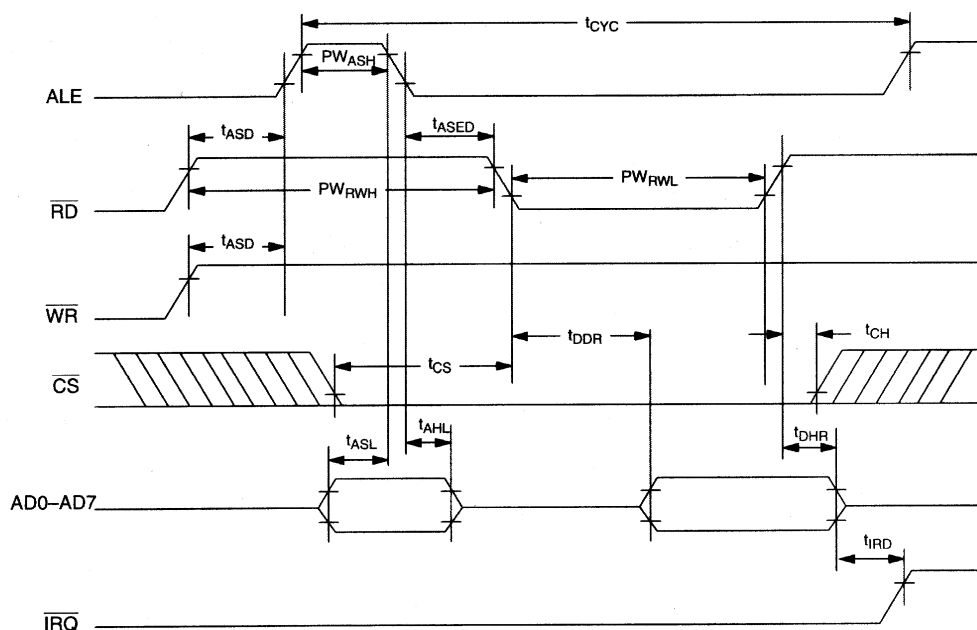 tCYC
PWASH
ALE
tASD
tASED
PWRWH
PWRWL
RD
tASD
WR
tDDR
tCH
tCS
CS
tASL
tAHL
tDHR
AD0–AD7
tIRD
IRQ